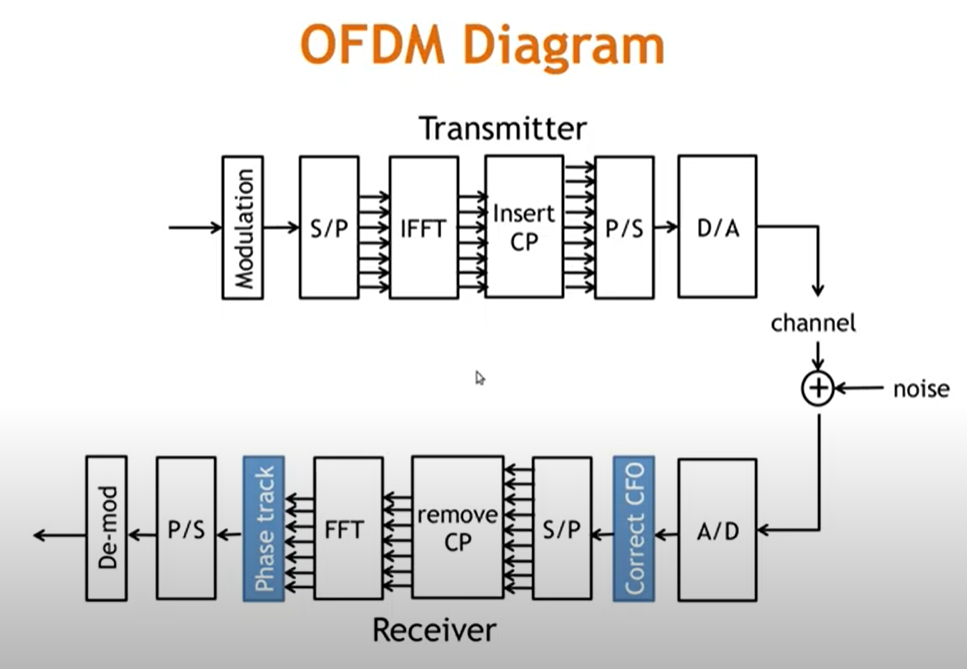 OFDM Diagram
Transmitter
Modulation
S/P
IFFT
Insert
CP
P/S
D/A
channel
noise
A/D
Correct CFO
S/P
remove
CP
FFT
Phase track
P/S
De-mod
Receiver